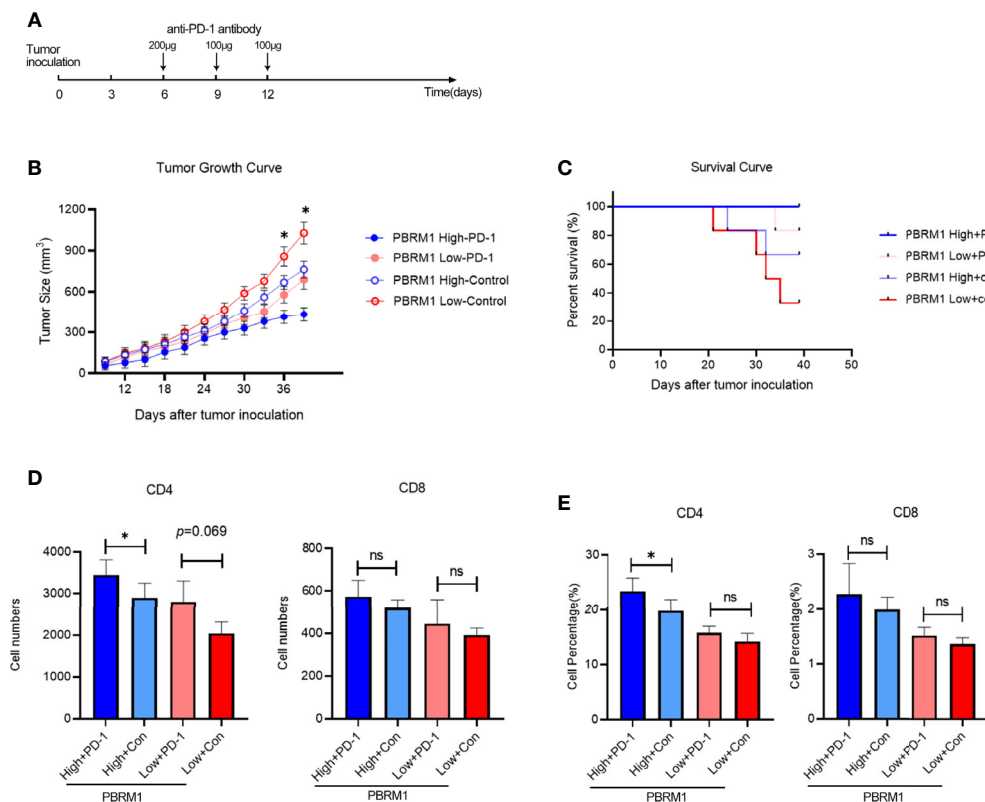 A
anti-PD-1 antibody
200μg 100μg 100μg
Tumor
inoculation
0 3 6 9 12 Time(days)
B
Tumor Growth Curve
Tumor Size (mm³)
1200
900
600
300
0
12 18 24 30 36
Days after tumor inoculation
* *
PBRM1 High-PD-1
PBRM1 Low-PD-1
PBRM1 High-Control
PBRM1 Low-Control
C
Survival Curve
Percent survival (%)
100
80
60
40
20
0
0 10 20 30 40 50
Days after tumor inoculation
PBRM1 High+P
PBRM1 Low+P
PBRM1 High+c
PBRM1 Low+c
D
CD4
Cell numbers
4000
3000
2000
1000
0
* p=0.069
High+PD-1 High+Con Low+PD-1 Low+Con
PBRM1
CD8
Cell numbers
800
600
400
200
0
ns ns
High+PD-1 High+Con Low+PD-1 Low+Con
PBRM1
E
CD4
Cell Percentage(%)
30
20
10
0
* ns
High+PD-1 High+Con Low+PD-1 Low+Con
PBRM1
CD8
Cell Percentage(%)
3
2
1
0
ns ns
High+PD-1 High+Con Low+PD-1 Low+Con
PBRM1